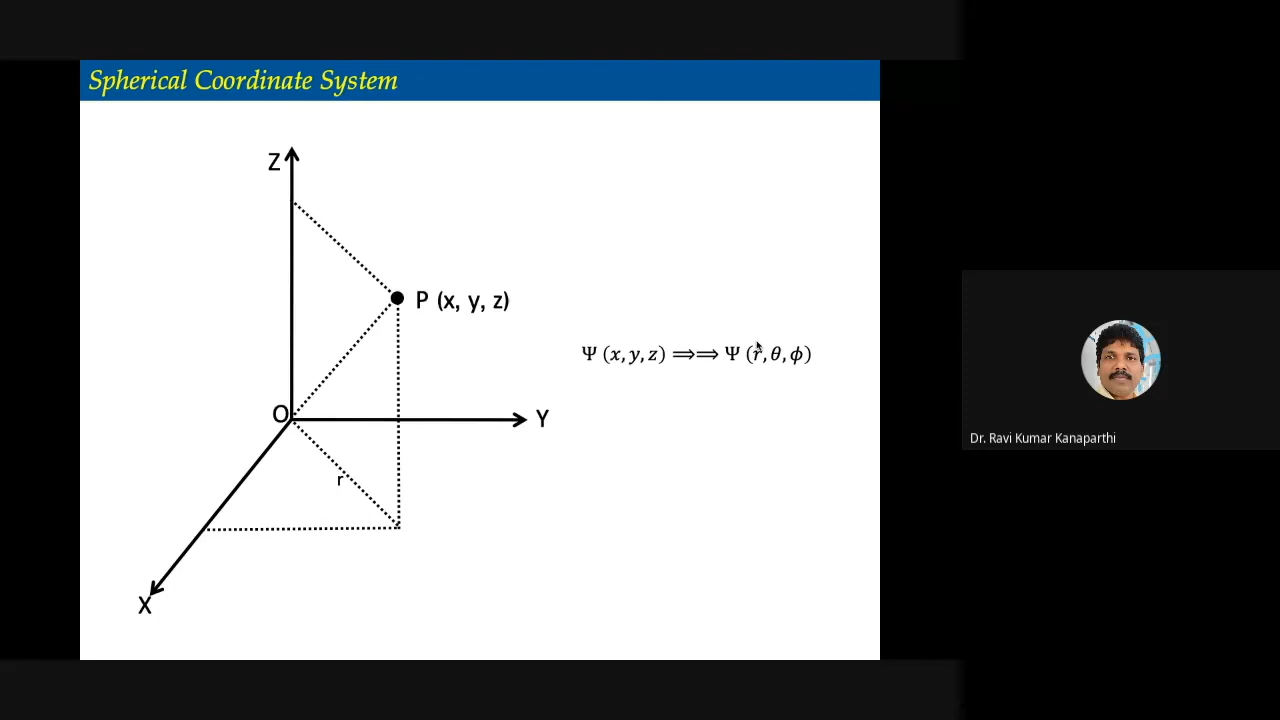 Spherical Coordinate System
Z
P (x, y, z)
Ψ (x, y, z) ⟹⟹ Ψ (r, θ, ϕ)
O
Y
r
X
Dr. Ravi Kumar Kanaparthi